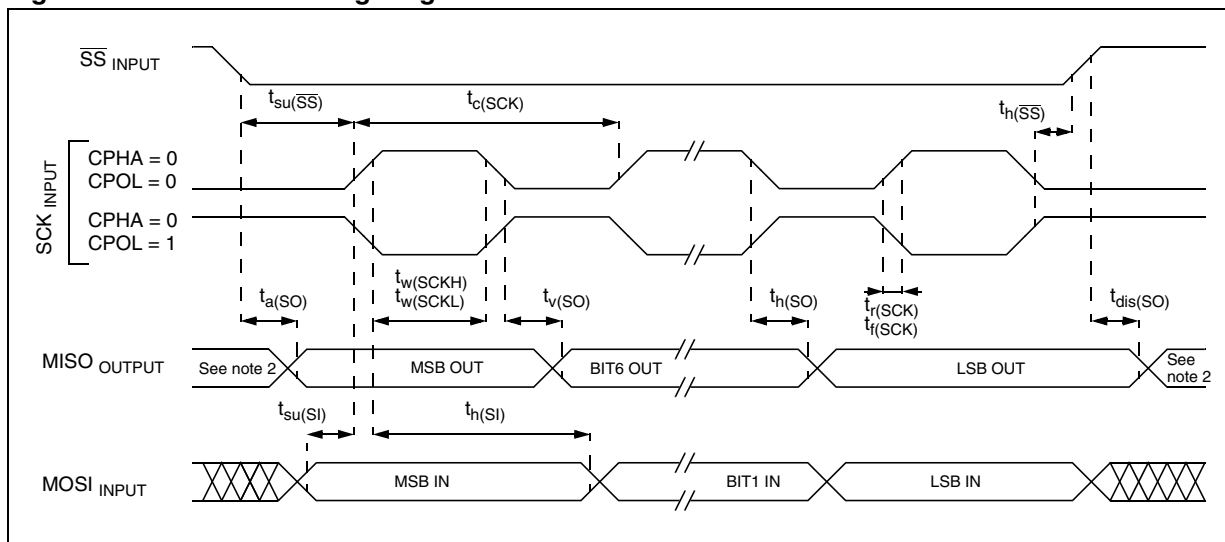 SS INPUT
tsu(SS)
tc(SCK)
th(SS)
SCK INPUT
CPHA = 0
CPOL = 0
CPHA = 0
CPOL = 1
ta(SO)
tw(SCKH)
tw(SCKL)
tv(SO)
th(SO)
tr(SCK)
tf(SCK)
tdis(SO)
MISO OUTPUT
See note 2
MSB OUT
BIT6 OUT
LSB OUT
See
note 2
tsu(SI)
th(SI)
MOSI INPUT
MSB IN
BIT1 IN
LSB IN